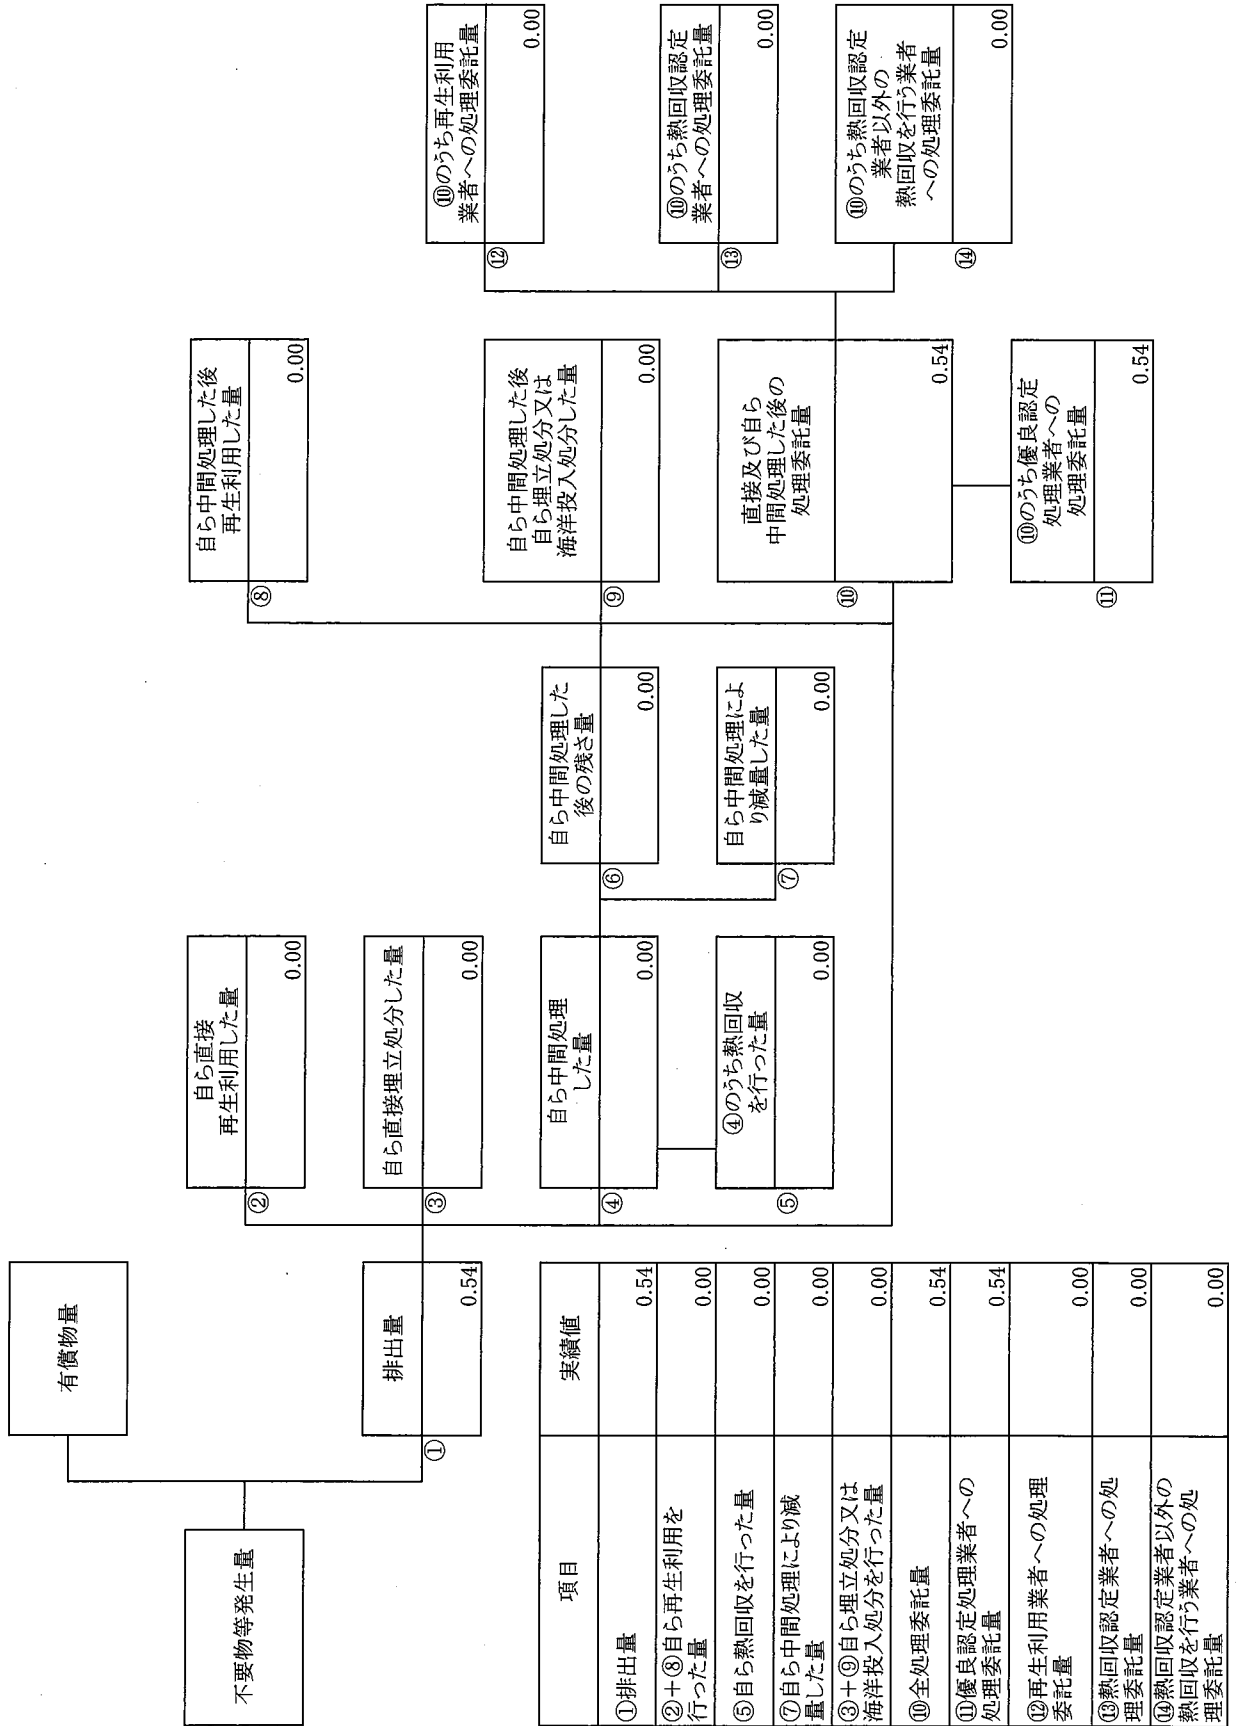 不要物等発生量
有償物量
排出量
①
0.54
自ら直接
再生利用した量
②
0.00
自ら直接埋立処分した量
③
0.00
自ら中間処理
した量
④
0.00
④のうち熱回収
を行った量
⑤
0.00
自ら中間処理した
後の残さ量
⑥
0.00
自ら中間処理によ
り減量した量
⑦
0.00
自ら中間処理した後
再生利用した量
⑧
0.00
自ら中間処理した後
自ら埋立処分又は
海洋投入処分した量
⑨
0.00
直接及び自ら
中間処理した後の
処理委託量
⑩
0.54
⑩のうち優良認定
処理業者への
処理委託量
⑪
0.54
⑩のうち再生利用
業者への処理委託量
⑫
0.00
⑩のうち熱回収認定
業者への処理委託量
⑬
0.00
⑩のうち熱回収認定
業者以外の
熱回収を行う業者
への処理委託量
⑭
0.00
項目 実績値
①排出量 0.54
②+⑧自ら再生利用を
行った量 0.00
⑤自ら熱回収を行った量 0.00
⑦自ら中間処理により減
量した量 0.00
③+⑨自ら埋立処分又は
海洋投入処分を行った量 0.00
⑩全処理委託量 0.54
⑪優良認定処理業者への
処理委託量 0.54
⑫再生利用業者への処理
委託量 0.00
⑬熱回収認定業者への処
理委託量 0.00
⑭熱回収認定業者以外の
熱回収を行う業者への処
理委託量 0.00